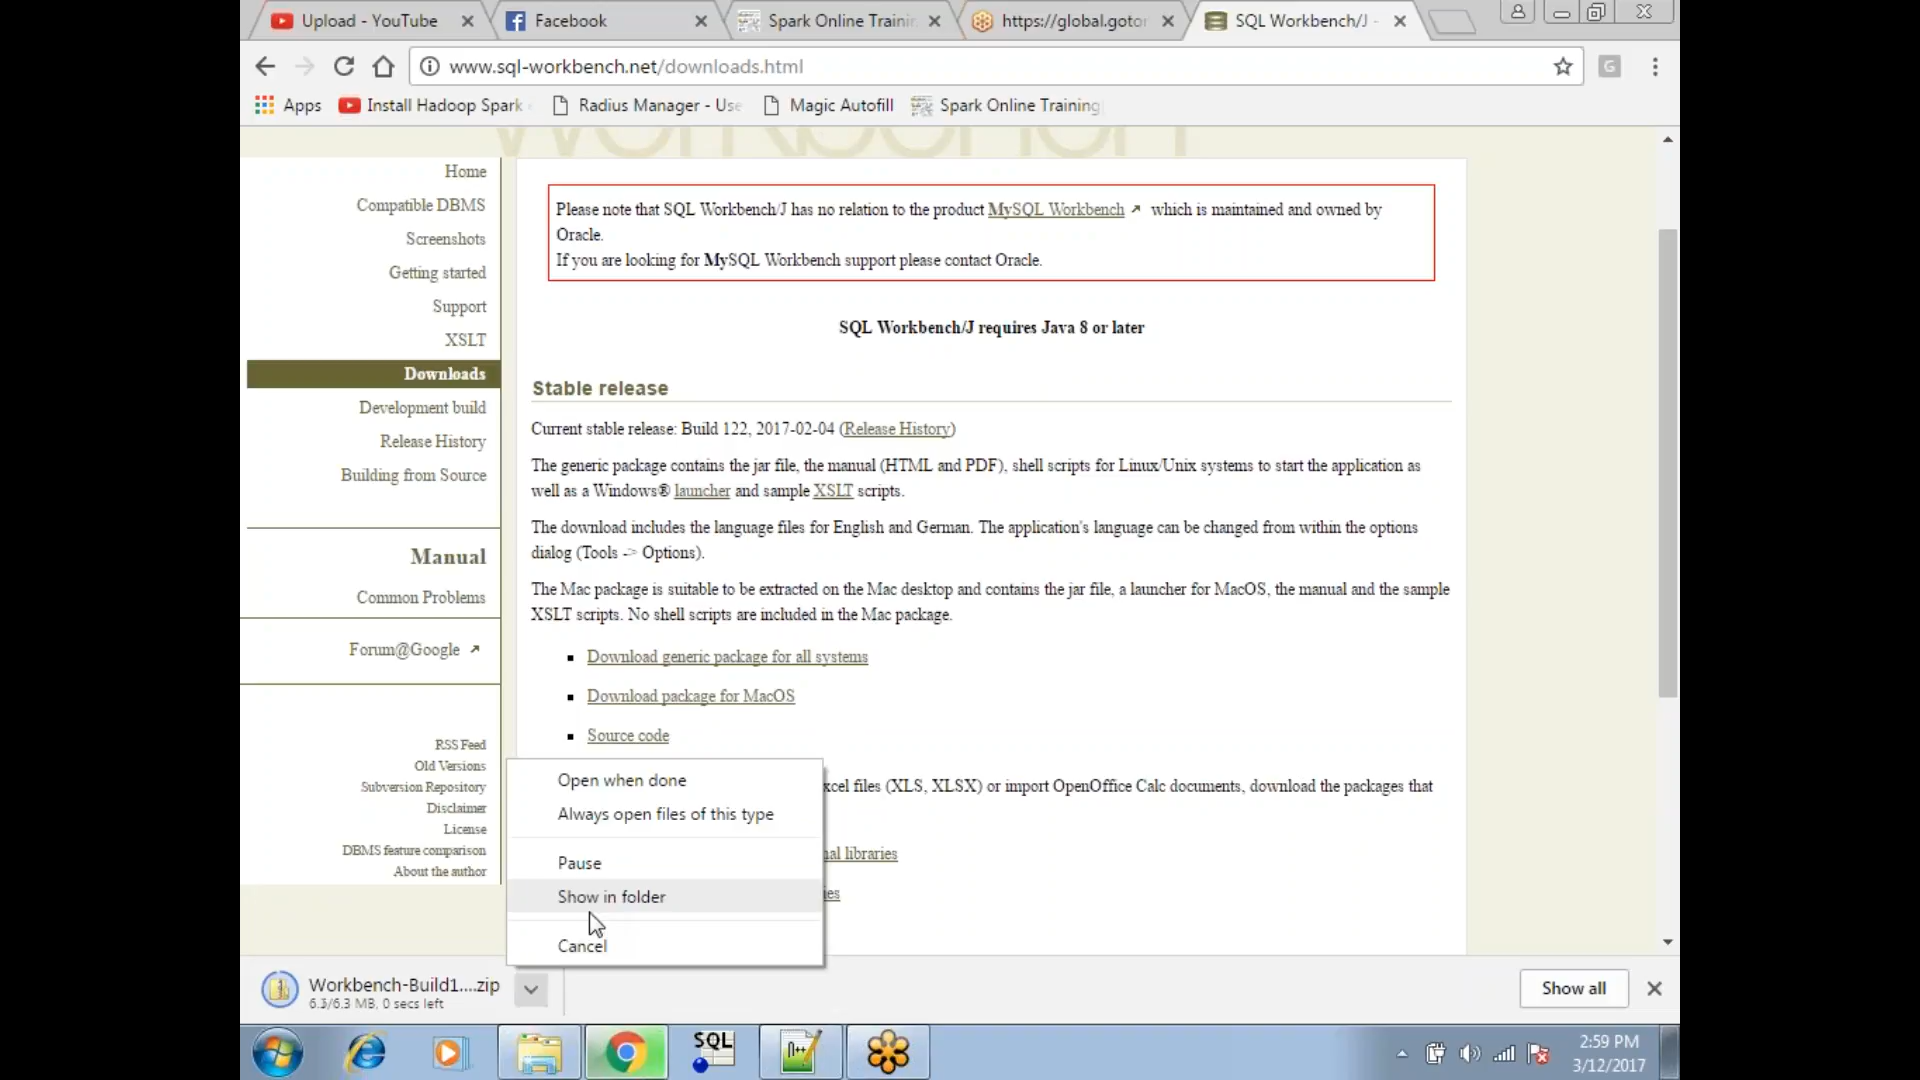 Upload - YouTube
Facebook
Spark Online Trainin
https://global.gotor
SQL Workbench/J -
www.sql-workbench.net/downloads.html
G
Apps
Install Hadoop Spark
Radius Manager - Use
Magic Autofill
Spark Online Training
Workbench
Home
Compatible DBMS
Screenshots
Getting started
Support
XSLT
Downloads
Development build
Release History
Building from Source
Manual
Common Problems
Forum@Google
RSS Feed
Old Versions
Subversion Repository
Disclaimer
License
DBMS feature comparison
About the author
Please note that SQL Workbench/J has no relation to the product MySQL Workbench which is maintained and owned by
Oracle.
If you are looking for MySQL Workbench support please contact Oracle.
SQL Workbench/J requires Java 8 or later
Stable release
Current stable release: Build 122, 2017-02-04 (Release History)
The generic package contains the jar file, the manual (HTML and PDF), shell scripts for Linux/Unix systems to start the application as
well as a Windows® launcher and sample XSLT scripts.
The download includes the language files for English and German. The application's language can be changed from within the options
dialog (Tools -> Options).
The Mac package is suitable to be extracted on the Mac desktop and contains the jar file, a launcher for MacOS, the manual and the sample
XSLT scripts. No shell scripts are included in the Mac package.
Download generic package for all systems
Download package for MacOS
Source code
xcel files (XLS, XLSX) or import OpenOffice Calc documents, download the packages that
nal libraries
ies
Open when done
Always open files of this type
Pause
Show in folder
Cancel
Workbench-Build1....zip
6.3/6.3 MB, 0 secs left
Show all
SQL
n++
2:59 PM
3/12/2017